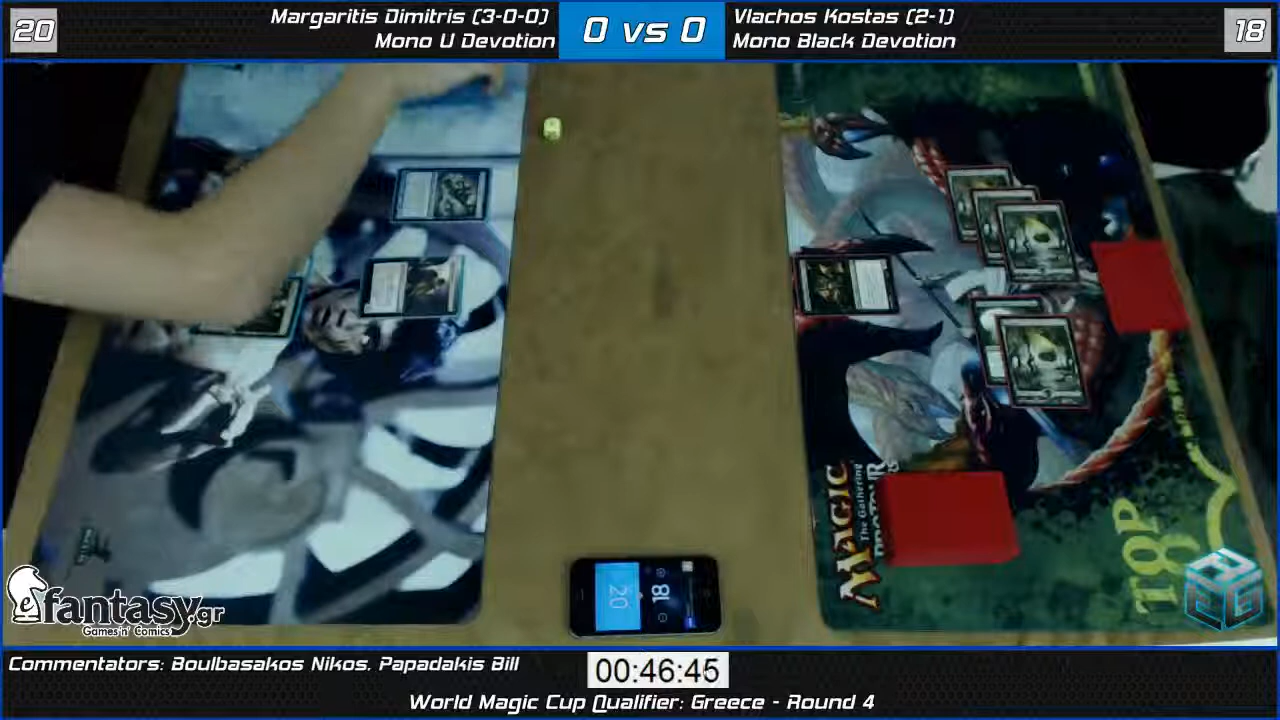 20
Margaritis Dimitris (3-0-0)
Mono U Devotion
0 vs 0
Vlachos Kostas (2-1)
Mono Black Devotion
18
MAGIC
The Gathering
T8P
20
18
efantasy.gr
Games 'n' Comics
Commentators: Boulbasakos Nikos, Papadakis Bill
00:46:45
World Magic Cup Qualifier: Greece - Round 4